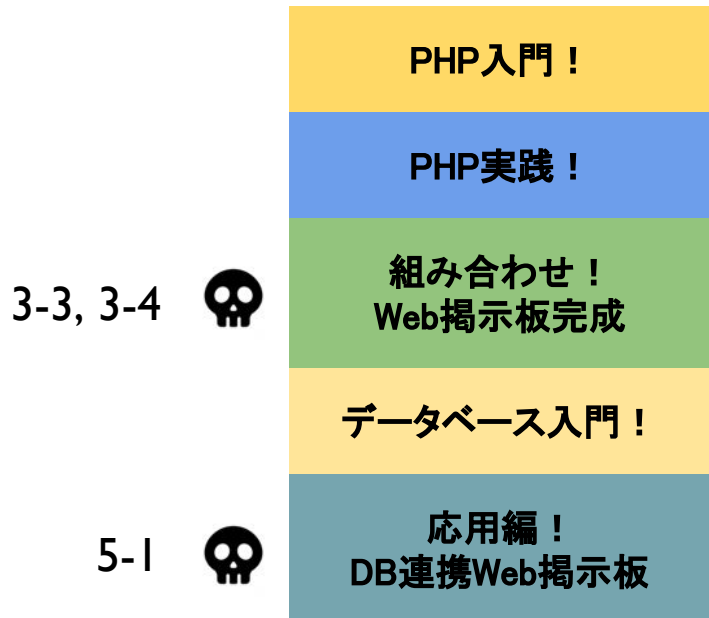 PHP入門！
PHP実践！
3-3, 3-4
組み合わせ！
Web掲示板完成
データベース入門！
5-1
応用編！
DB連携Web掲示板